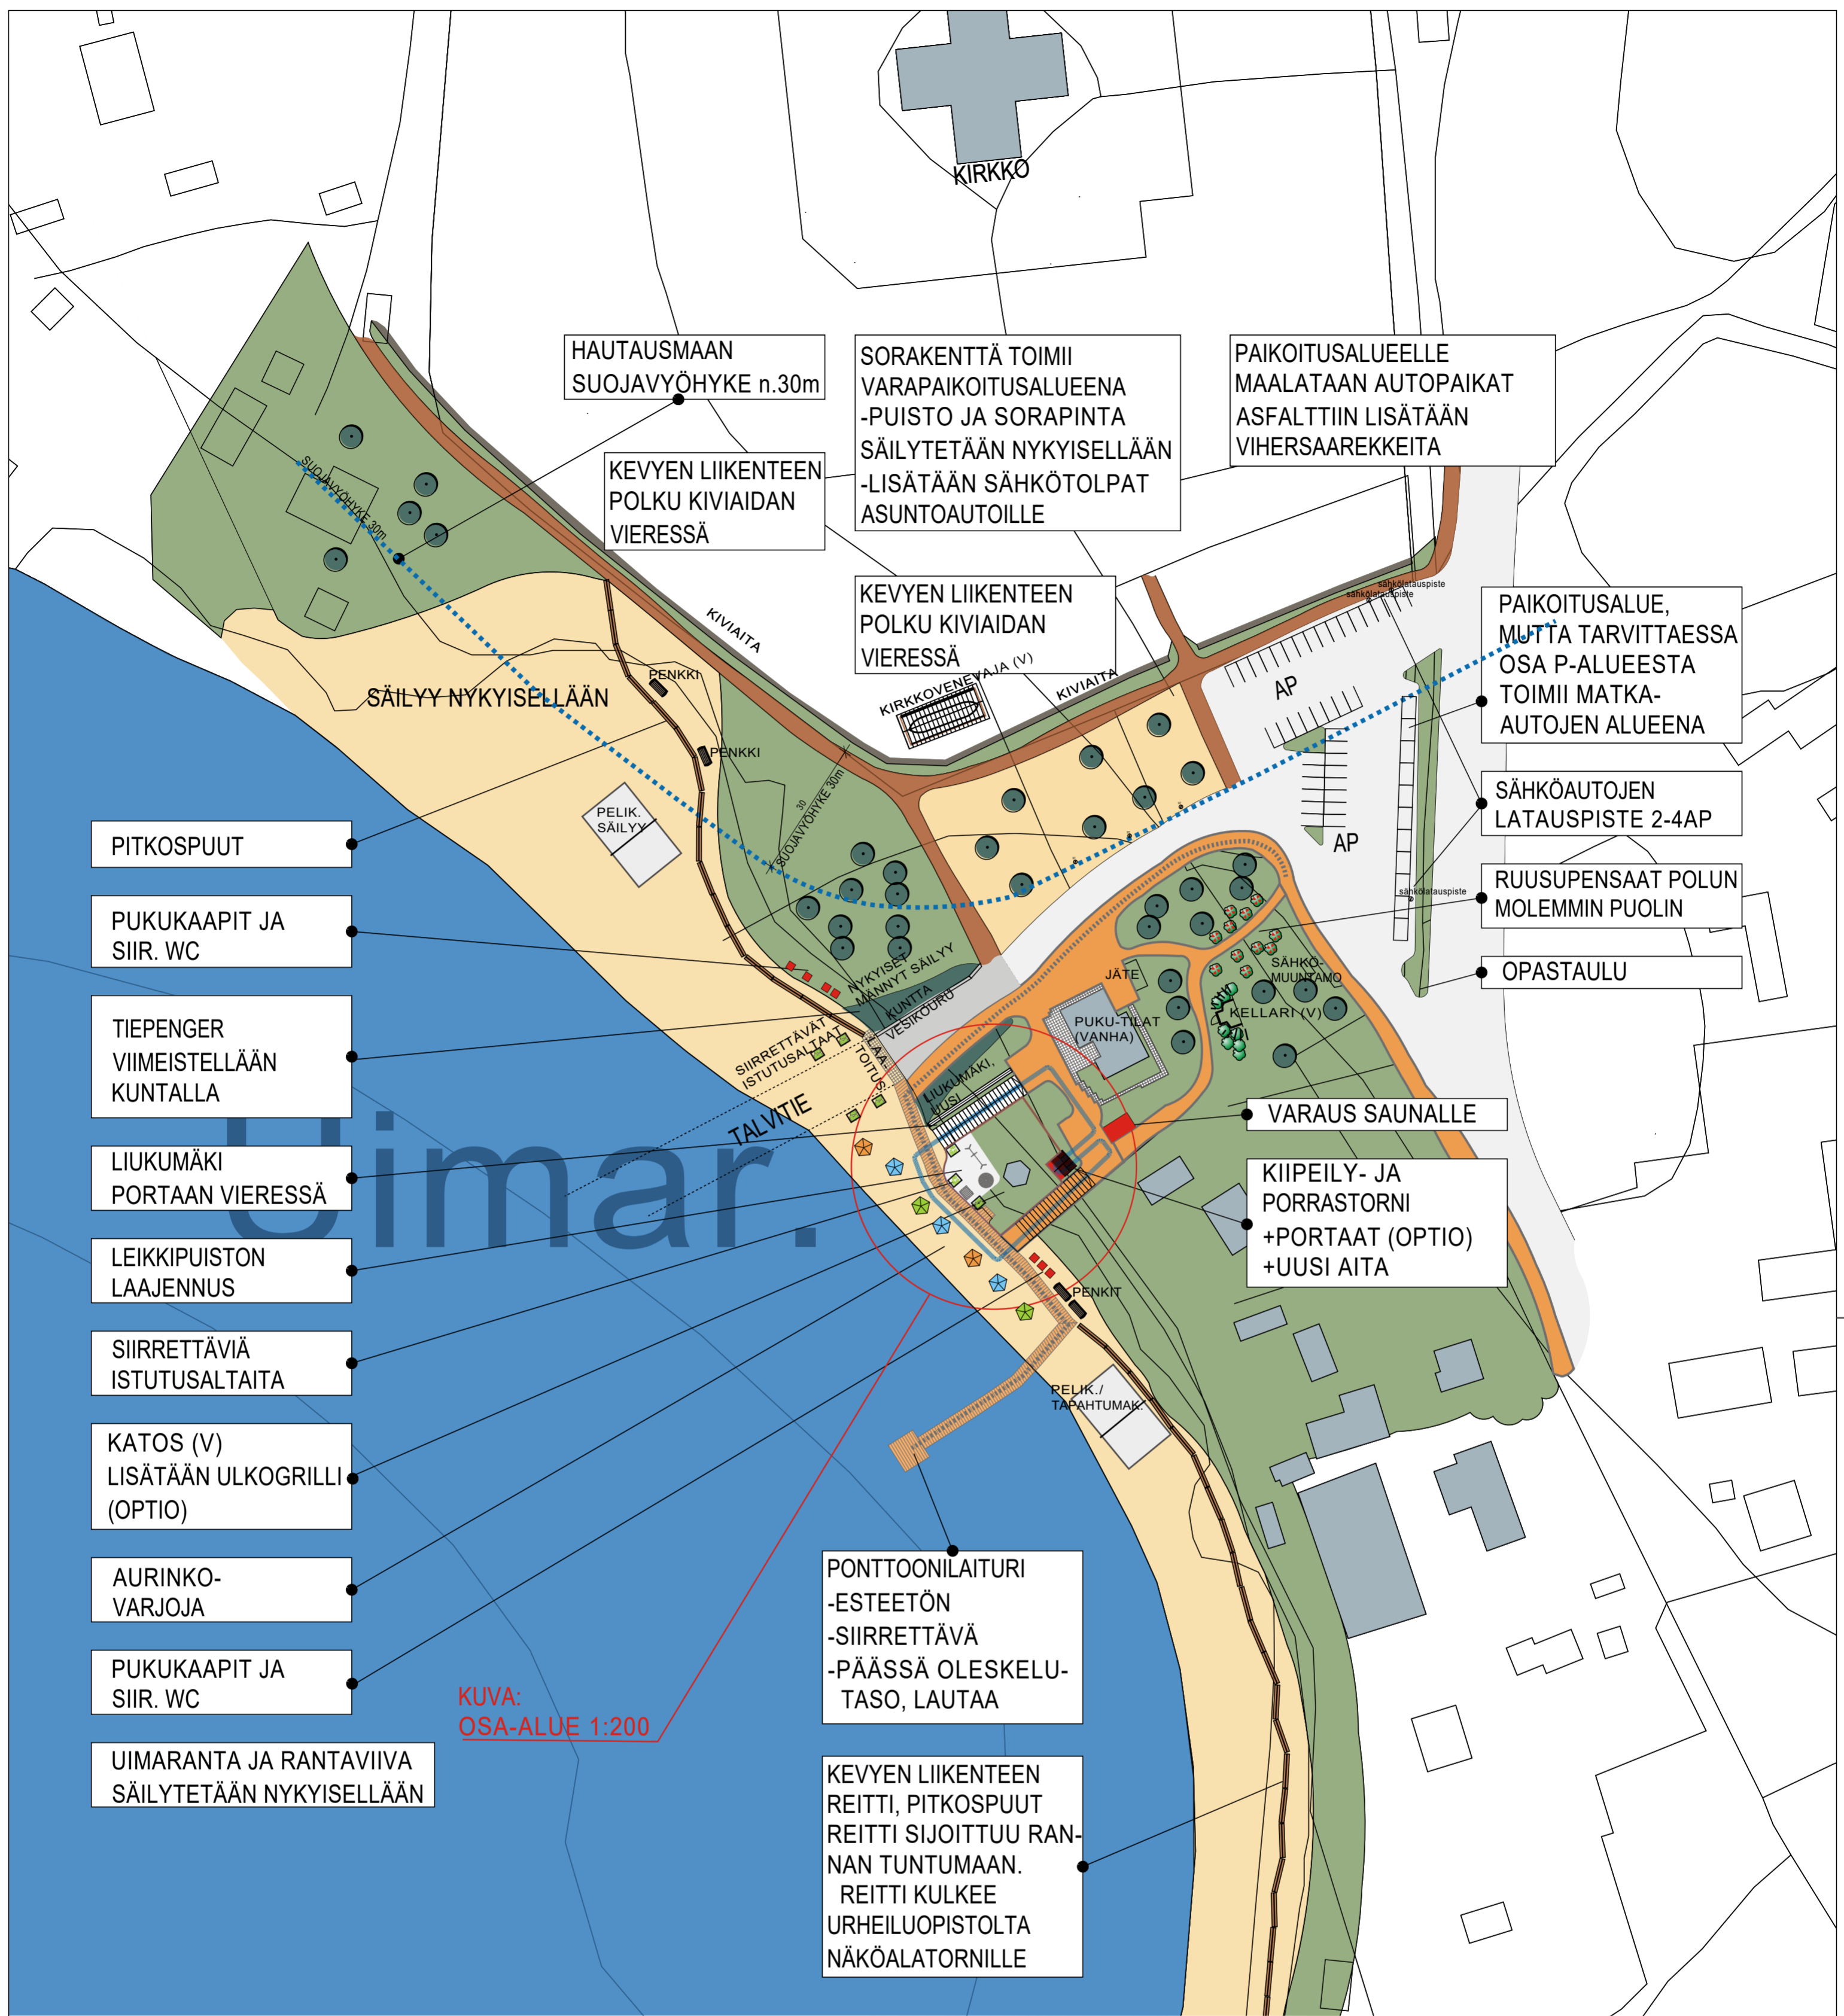 KIRKKO
HAUTAUSMAAN
SUOJAVYÖHYKE n.30m
SORAKENTTÄ TOIMII
VARAPAIKOITUSALUEENA
-PUISTO JA SORAPINTA
SÄILYTETÄÄN NYKYISELLÄÄN
-LISÄTÄÄN SÄHKÖTOLPAT
ASUNTOAUTOILLE
PAIKOITUSALUEELLE
MAALATAAN AUTOPAIKAT
ASFALTTIIN LISÄTÄÄN
VIHERSAAREKKEITA
KEVYEN LIIKENTEEN
POLKU KIVIAIDAN
VIERESSÄ
KEVYEN LIIKENTEEN
POLKU KIVIAIDAN
VIERESSÄ
SUOJAVYÖHYKE 30m
KIVIAITA
KIRKKOVENEVAJA (V)
KIVIAITA
sähkölatauspiste
sähkölatauspiste
PAIKOITUSALUE,
MUTTA TARVITTAESSA
OSA P-ALUEESTA
TOIMII MATKA-
AUTOJEN ALUEENA
SÄILYY NYKYISELLÄÄN
PENKKI
PENKKI
AP
AP
30
SUOJAVYÖHYKE 30m
PELIK.
SÄILYY
SÄHKÖAUTOJEN
LATAUSPISTE 2-4AP
sähkölatauspiste
RUUSUPENSAAT POLUN
MOLEMMIN PUOLIN
OPASTAULU
PITKOSPUUT
PUKUKAAPIT JA
SIIR. WC
TIEPENGER
VIIMEISTELLÄÄN
KUNTALLA
LIUKUMÄKI
PORTAAN VIERESSÄ
LEIKKIPUISTON
LAAJENNUS
SIIRRETTÄVIÄ
ISTUTUSALTAITA
KATOS (V)
LISÄTÄÄN ULKOGRILLI
(OPTIO)
AURINKO-
VARJOJA
PUKUKAAPIT JA
SIIR. WC
UIMARANTA JA RANTAVIIVA
SÄILYTETÄÄN NYKYISELLÄÄN
NYKYISET
MÄNNYT SÄILYY
KUNTTA
VESIKOURU
SIIRRETTÄVÄT
ISTUTUSALTAAT
LAA-
TOITUS
TALVITIE
Uimar.
LIUKUMÄKI,
UUSI
JÄTE
PUKU-TILAT
(VANHA)
SÄHKÖ-
MUUNTAMO
KELLARI (V)
VARAUS SAUNALLE
KIIPEILY- JA
PORRASTORNI
+PORTAAT (OPTIO)
+UUSI AITA
PENKIT
PELIK./
TAPAHTUMAK.
KUVA:
OSA-ALUE 1:200
PONTTOONILAITURI
-ESTEETÖN
-SIIRRETTÄVÄ
-PÄÄSSÄ OLESKELU-
TASO, LAUTAA
KEVYEN LIIKENTEEN
REITTI, PITKOSPUUT
REITTI SIJOITTUU RAN-
NAN TUNTUMAAN.
REITTI KULKEE
URHEILUOPISTOLTA
NÄKÖALATORNILLE